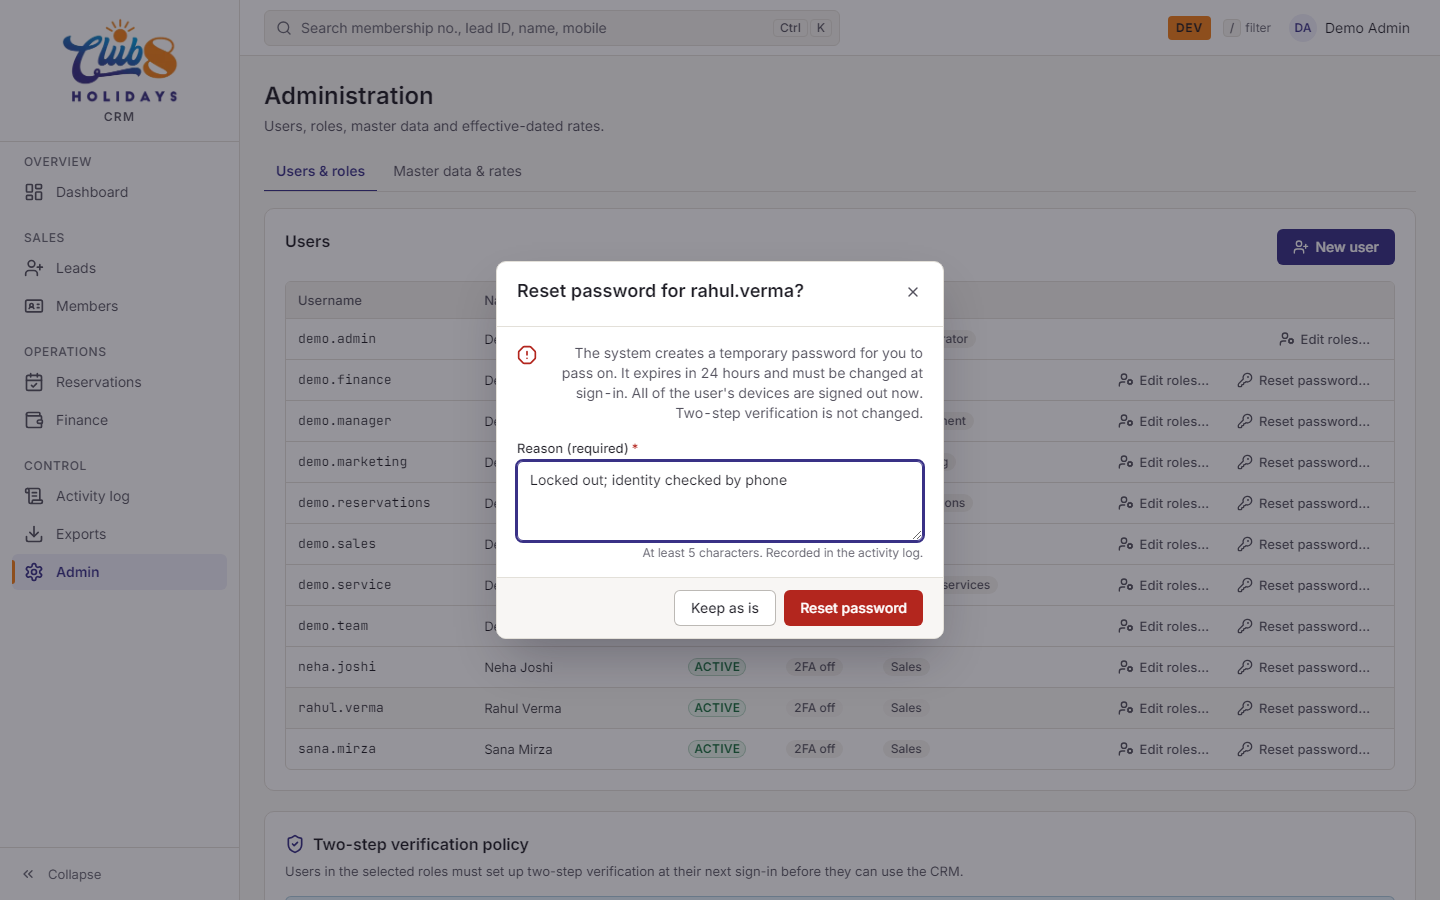 Club8
HOLIDAYS
CRM
OVERVIEW
Dashboard
SALES
Leads
Members
OPERATIONS
Reservations
Finance
CONTROL
Activity log
Exports
Admin
Collapse
Search membership no., lead ID, name, mobile
Ctrl K
DEV
/ filter
DA Demo Admin
Administration
Users, roles, master data and effective-dated rates.
Users & roles Master data & rates
Users
New user
Username
demo.admin Edit roles...
demo.finance Edit roles... Reset password...
demo.manager Edit roles... Reset password...
demo.marketing Edit roles... Reset password...
demo.reservations Edit roles... Reset password...
demo.sales Edit roles... Reset password...
demo.service services Edit roles... Reset password...
demo.team Edit roles... Reset password...
neha.joshi Neha Joshi ACTIVE 2FA off Sales Edit roles... Reset password...
rahul.verma Rahul Verma ACTIVE 2FA off Sales Edit roles... Reset password...
sana.mirza Sana Mirza ACTIVE 2FA off Sales Edit roles... Reset password...
Reset password for rahul.verma?
The system creates a temporary password for you to
pass on. It expires in 24 hours and must be changed at
sign-in. All of the user's devices are signed out now.
Two-step verification is not changed.
Reason (required) *
Locked out; identity checked by phone
At least 5 characters. Recorded in the activity log.
Keep as is Reset password
Two-step verification policy
Users in the selected roles must set up two-step verification at their next sign-in before they can use the CRM.